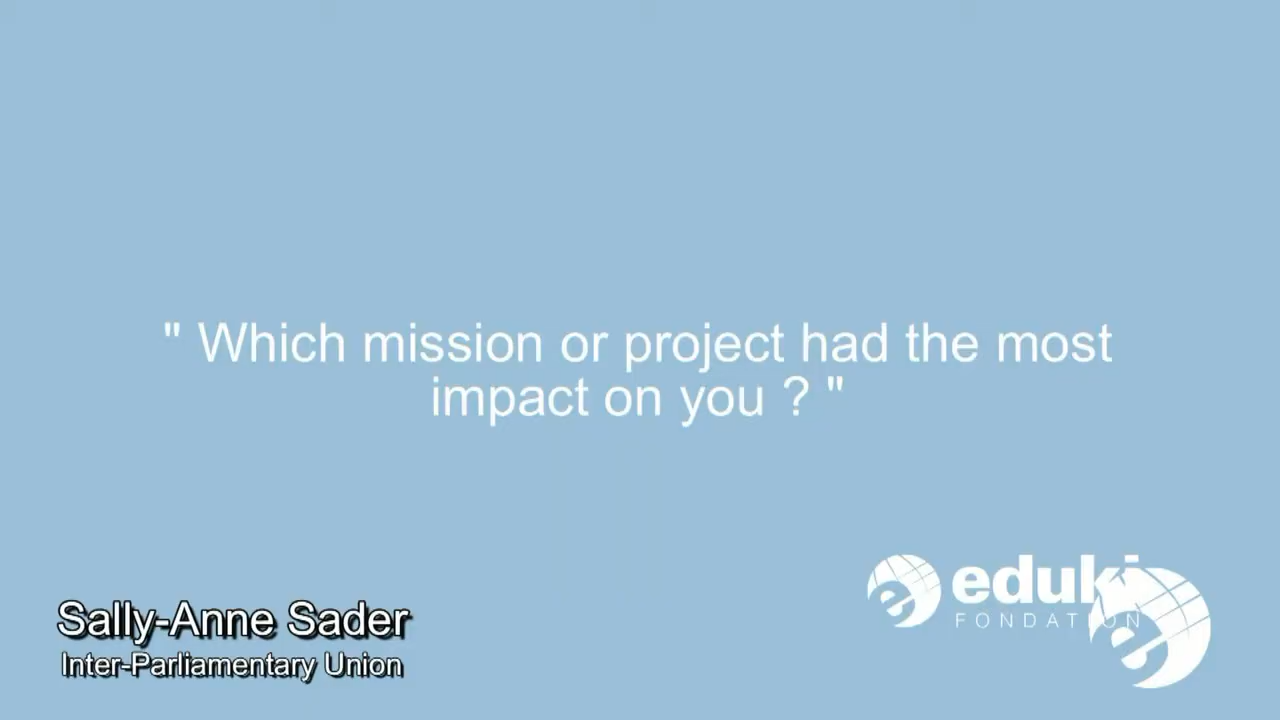 " Which mission or project had the most
impact on you ? "
eduki
FONDATION
Sally-Anne Sader
Inter-Parliamentary Union